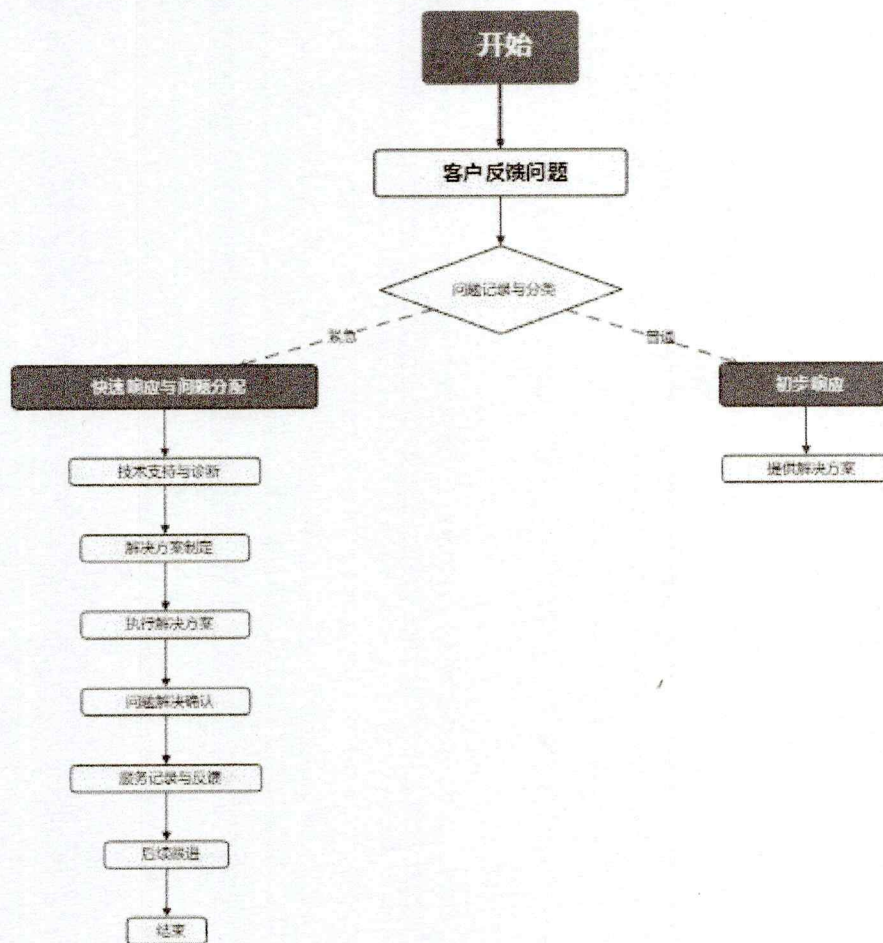 开始
客户反馈问题
问题记录与分类
紧急
普通
快速响应与问题分配
初步响应
技术支持与诊断
提供解决方案
解决方案制定
执行解决方案
问题解决确认
服务记录与反馈
后续跟进
结束